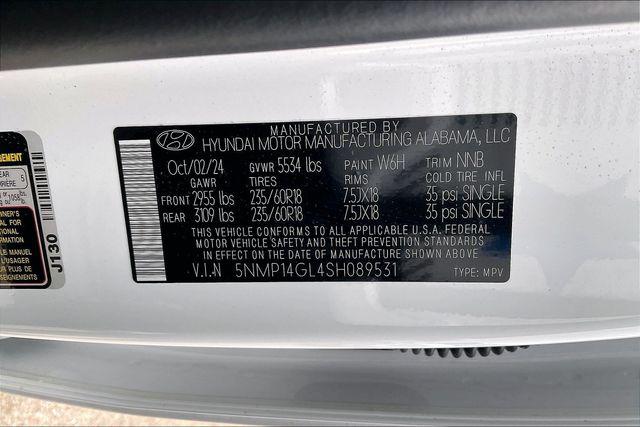 MANUFACTURED BY
HYUNDAI MOTOR MANUFACTURING ALABAMA, LLC
Oct/02/24 GVWR 5534 lbs PAINT W6H TRIM NNB
GAWR TIRES RIMS COLD TIRE INFL
FRONT 2955 lbs 235/60R18 7.5JX18 35 psi SINGLE
REAR 3109 lbs 235/60R18 7.5JX18 35 psi SINGLE
THIS VEHICLE CONFORMS TO ALL APPLICABLE U.S.A. FEDERAL
MOTOR VEHICLE SAFETY AND THEFT PREVENTION STANDARDS
IN EFFECT ON THE DATE OF MANUFACTURE SHOWN ABOVE
V.I.N 5NMP14GL4SH089531 TYPE: MPV
J130